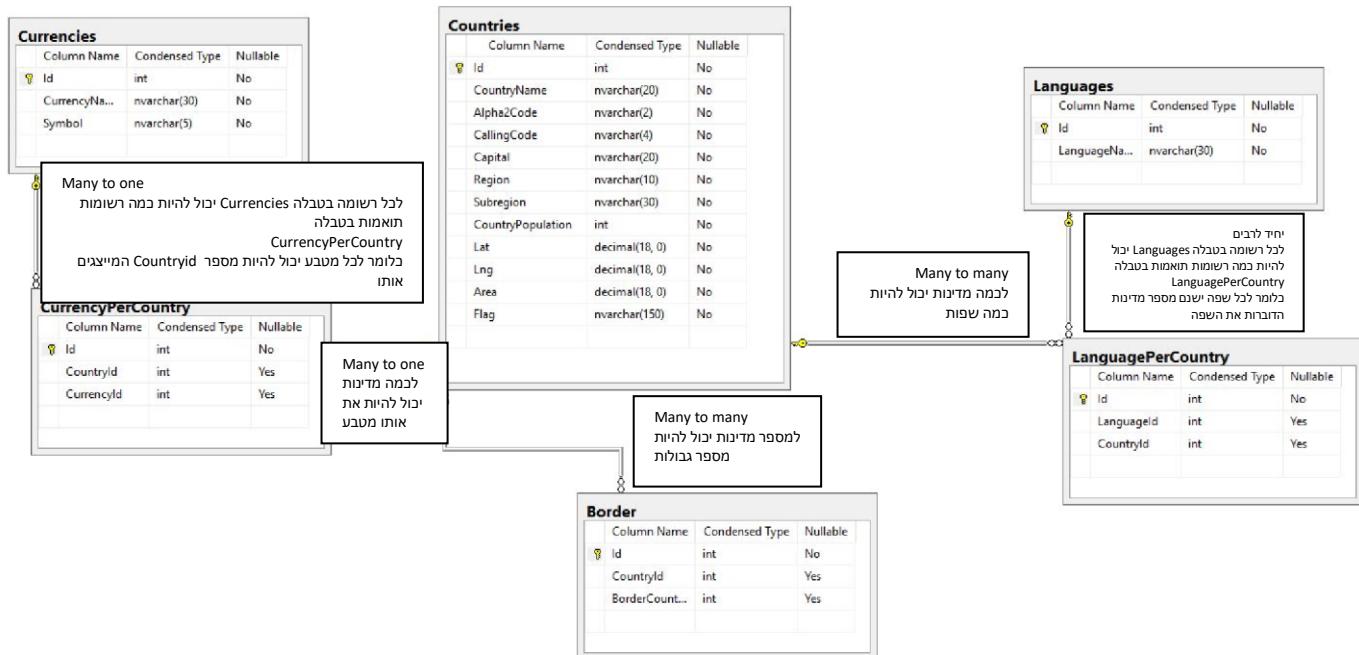 Currencies
Column Name Condensed Type Nullable
Id int No
CurrencyNa... nvarchar(30) No
Symbol nvarchar(5) No
Many to one
לכל רשומה בטבלה Currencies יכול להיות כמה רשומות
תואמות בטבלה
CurrencyPerCountry
כלומר לכל מטבע יכול להיות מספר Countryid המייצגים
אותו
CurrencyPerCountry
Column Name Condensed Type Nullable
Id int No
CountryId int Yes
CurrencyId int Yes
Many to one
לכמה מדינות
יכול להיות את
אותו מטבע
Countries
Column Name Condensed Type Nullable
Id int No
CountryName nvarchar(20) No
Alpha2Code nvarchar(2) No
CallingCode nvarchar(4) No
Capital nvarchar(20) No
Region nvarchar(10) No
Subregion nvarchar(30) No
CountryPopulation int No
Lat decimal(18, 0) No
Lng decimal(18, 0) No
Area decimal(18, 0) No
Flag nvarchar(150) No
Many to many
למספר מדינות יכול להיות
מספר גבולות
Border
Column Name Condensed Type Nullable
Id int No
CountryId int Yes
BorderCount... int Yes
Many to many
לכמה מדינות יכול להיות
כמה שפות
Languages
Column Name Condensed Type Nullable
Id int No
LanguageNa... nvarchar(30) No
יחיד לרבים
לכל רשומה בטבלה Languages יכול
להיות כמה רשומות תואמות בטבלה
LanguagePerCountry
כלומר לכל שפה ישנם מספר מדינות
הדוברות את השפה
LanguagePerCountry
Column Name Condensed Type Nullable
Id int No
LanguageId int Yes
CountryId int Yes